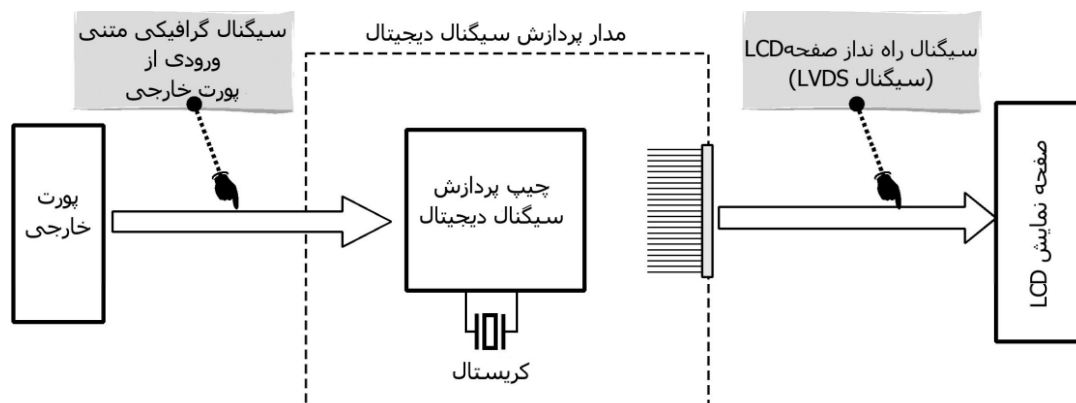 سیگنال گرافیکی متنی
ورودی از
پورت خارجی
مدار پردازش سیگنال دیجیتال
سیگنال راه نداز صفحهLCD
(سیگنال LVDS)
پورت
خارجی
چیپ پردازش
سیگنال دیجیتال
کریستال
صفحه نمایش LCD